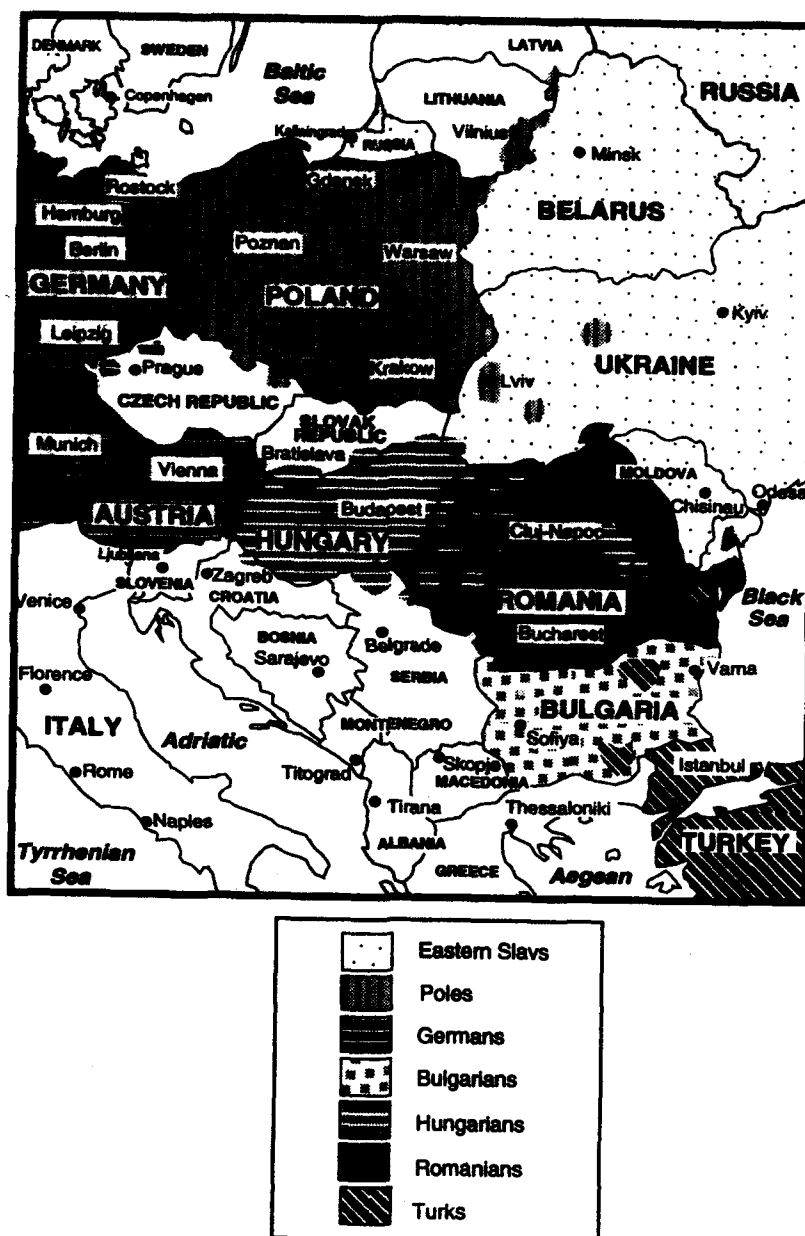 DENMARK
SWEDEN
LATVIA
Baltic
Sea
LITHUANIA
RUSSIA
Copenhagen
Kaliningrad
RUSSIA
Vilnius
Minsk
Rostock
Gdansk
BELARUS
Hamburg
Poznan
Warsaw
Berlin
GERMANY
POLAND
Kyiv
Leipzig
UKRAINE
Prague
Krakow
Lviv
CZECH REPUBLIC
SLOVAK
REPUBLIC
Munich
Bratislava
Vienna
MOLDOVA
Odesa
AUSTRIA
Budapest
Chisinau
HUNGARY
Cluj-Napoc
Ljubljana
SLOVENIA
Zagreb
CROATIA
ROMANIA
Black
Sea
Venice
BOSNIA
Belgrade
Bucharest
Sarajevo
Florence
SERBIA
Varna
ITALY
MONTENEGRO
BULGARIA
Adriatic
Sofiya
Rome
Titograd
Skopje
MACEDONIA
Istanbul
Naples
Tirana
Thessaloniki
Tyrrhenian
Sea
ALBANIA
GREECE
Aegean
TURKEY
Eastern Slavs
Poles
Germans
Bulgarians
Hungarians
Romanians
Turks